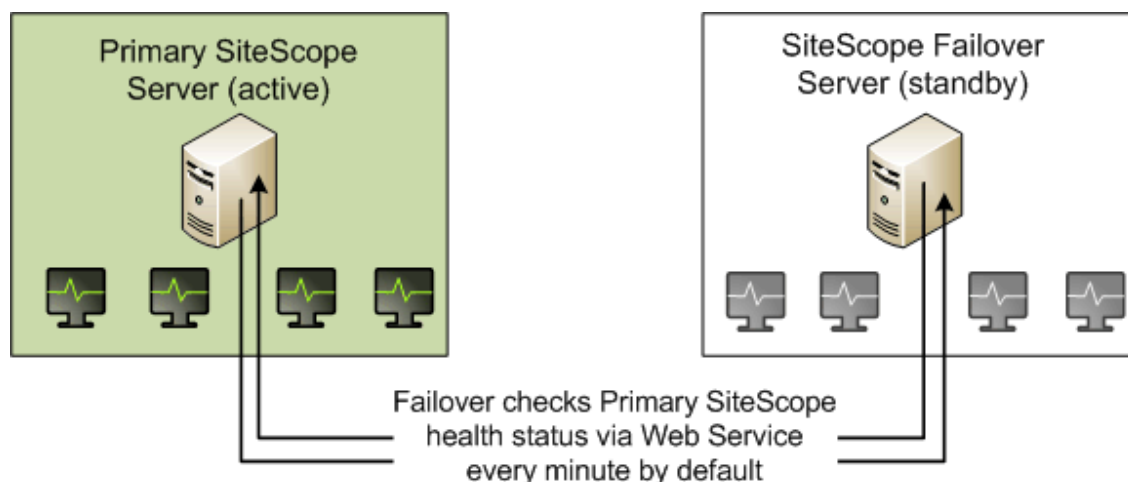 Primary SiteScope
Server (active)
SiteScope Failover
Server (standby)
Failover checks Primary SiteScope
health status via Web Service
every minute by default